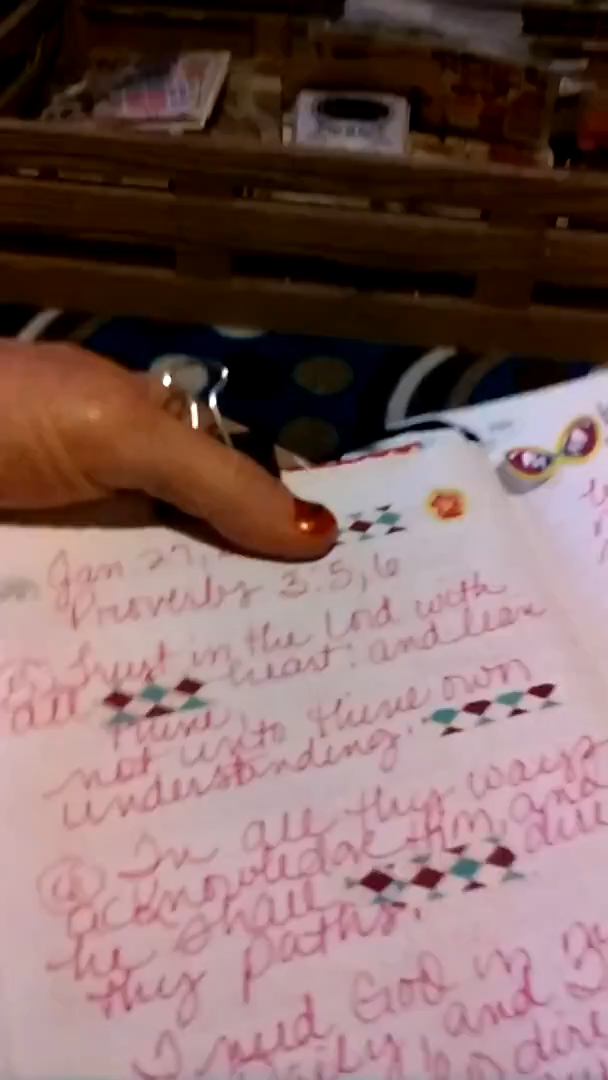 Jan 27,
Proverbs 3:5,6
5 Trust in the Lord with
all heart: and lean
thine
not unto thine own
understanding.
6 In all thy ways
acknowledge Him, and
he shall dire
thy paths.
I need God in
Daily and